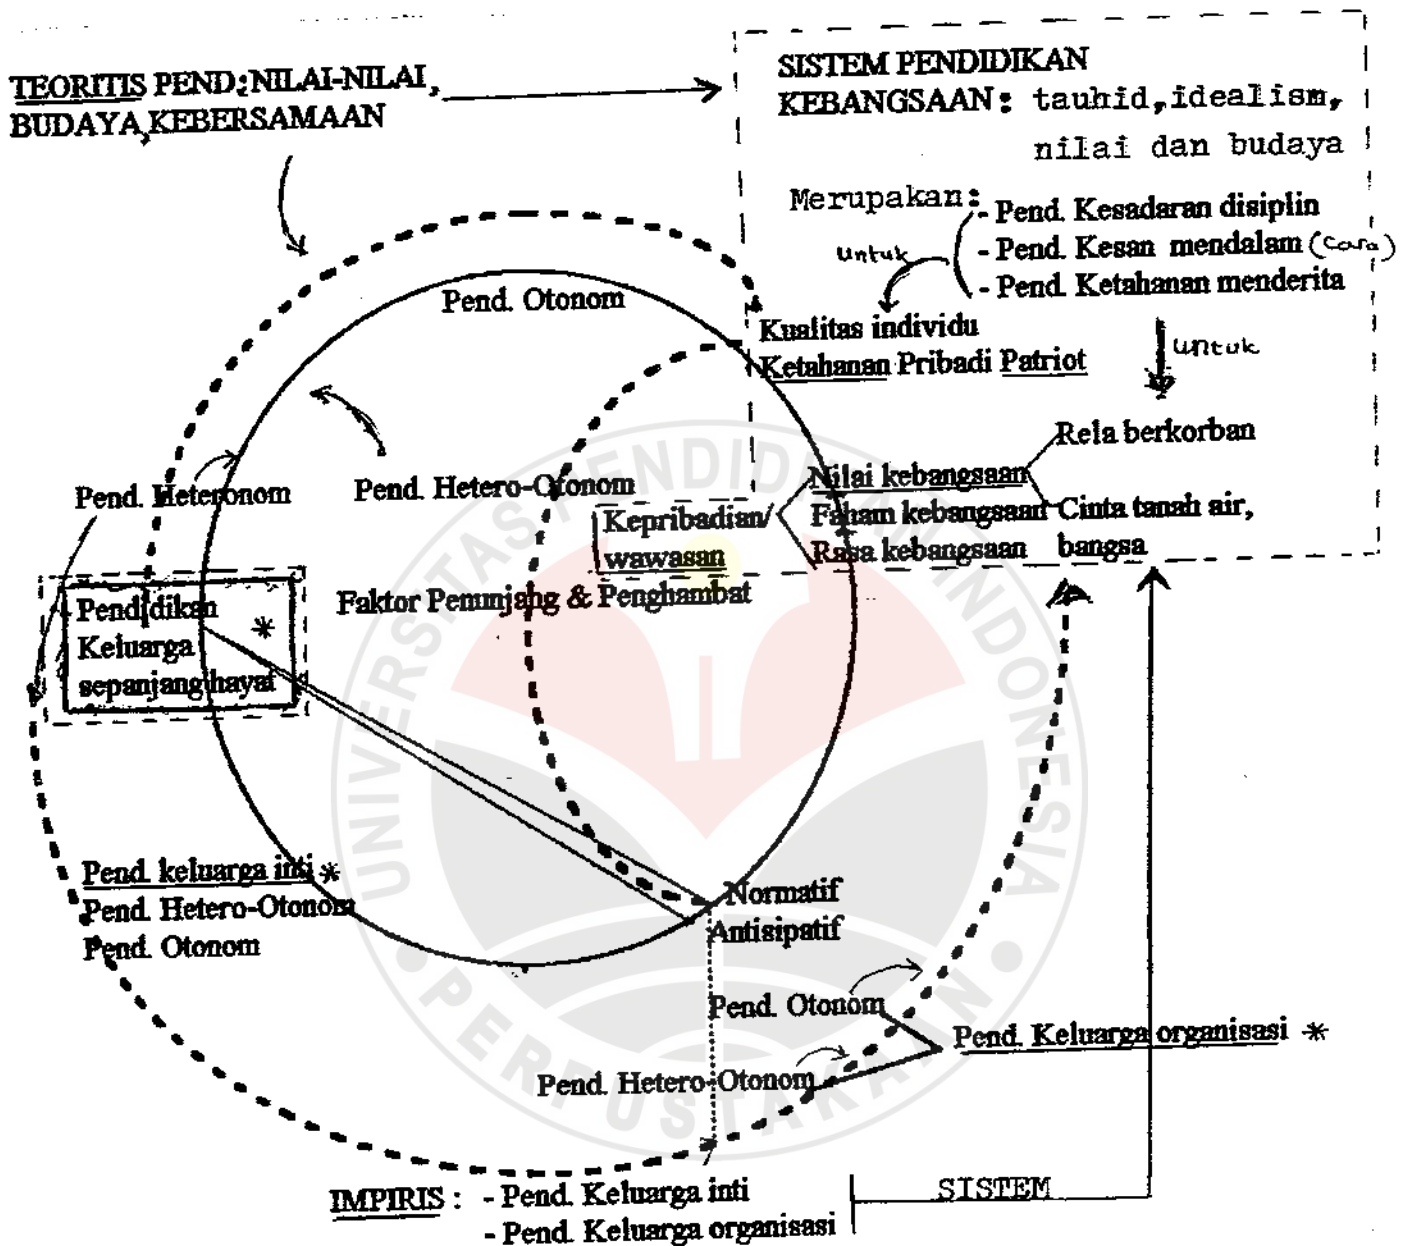 TEORITIS PEND:NILAI-NILAI,
BUDAYA,KEBERSAMAAN
SISTEM PENDIDIKAN
KEBANGSAAN: tauhid,idealism,
nilai dan budaya
Merupakan:
- Pend. Kesadaran disiplin
- Pend. Kesan mendalam (Cara)
- Pend. Ketahanan menderita
untuk
untuk
Kualitas individu
Ketahanan Pribadi Patriot
Pend. Otonom
Pend. Heteronom
Pend. Hetero-Otonom
Rela berkorban
Nilai kebangsaan
Faham kebangsaan
Rasa kebangsaan
Cinta tanah air,
bangsa
Kepribadian/
wawasan
Faktor Penunjang & Penghambat
Pendidikan
Keluarga *
sepanjang hayat
Pend. keluarga inti *
Pend. Hetero-Otonom
Pend. Otonom
Normatif
Antisipatif
Pend. Otonom
Pend. Keluarga organisasi *
Pend. Hetero-Otonom
IMPIRIS : - Pend. Keluarga inti
- Pend. Keluarga organisasi
SISTEM
UNIVERSITAS PENDIDIKAN INDONESIA
PERPUSTAKAAN